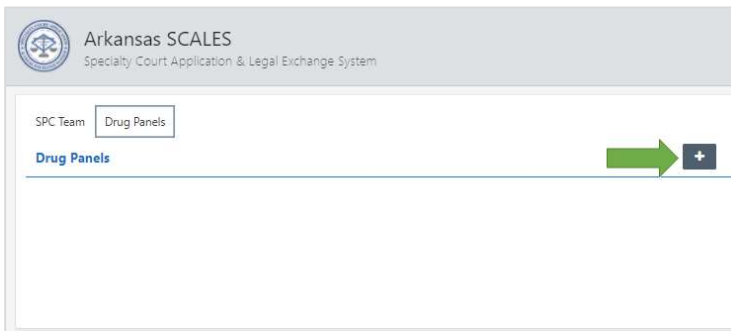 Arkansas SCALES
Specialty Court Application & Legal Exchange System
SPC Team Drug Panels
Drug Panels
+